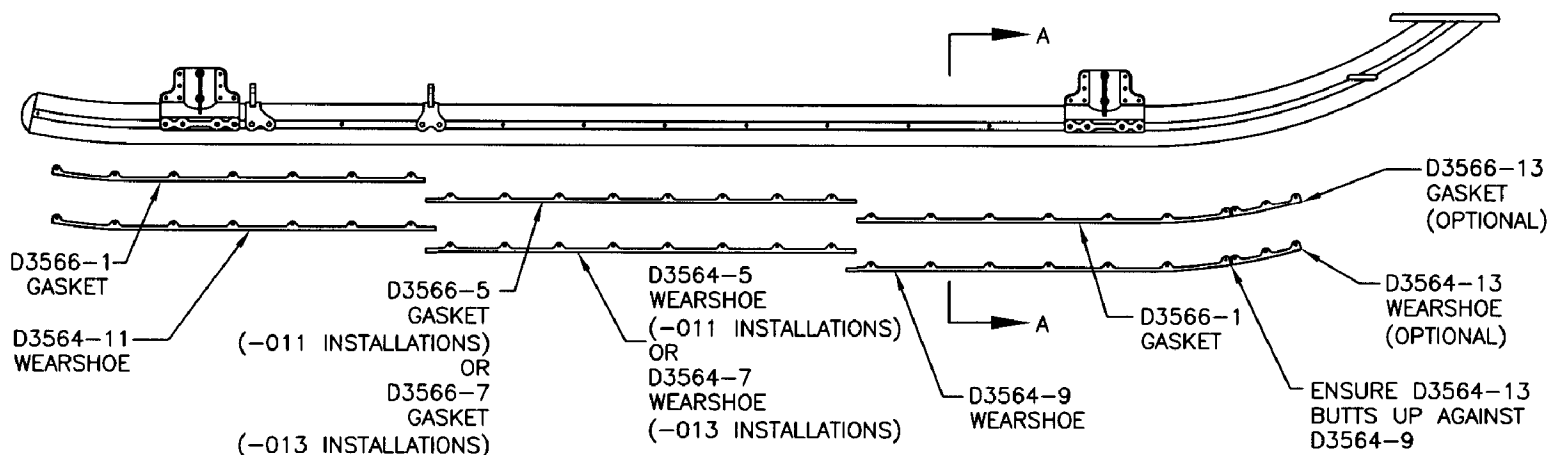 A
D3566-13
GASKET
(OPTIONAL)
D3566-1
GASKET
D3564-11
WEARSHOE
D3566-5
GASKET
(-011 INSTALLATIONS)
OR
D3566-7
GASKET
(-013 INSTALLATIONS)
D3564-5
WEARSHOE
(-011 INSTALLATIONS)
OR
D3564-7
WEARSHOE
(-013 INSTALLATIONS)
A
D3564-9
WEARSHOE
D3566-1
GASKET
D3564-13
WEARSHOE
(OPTIONAL)
ENSURE D3564-13
BUTTS UP AGAINST
D3564-9